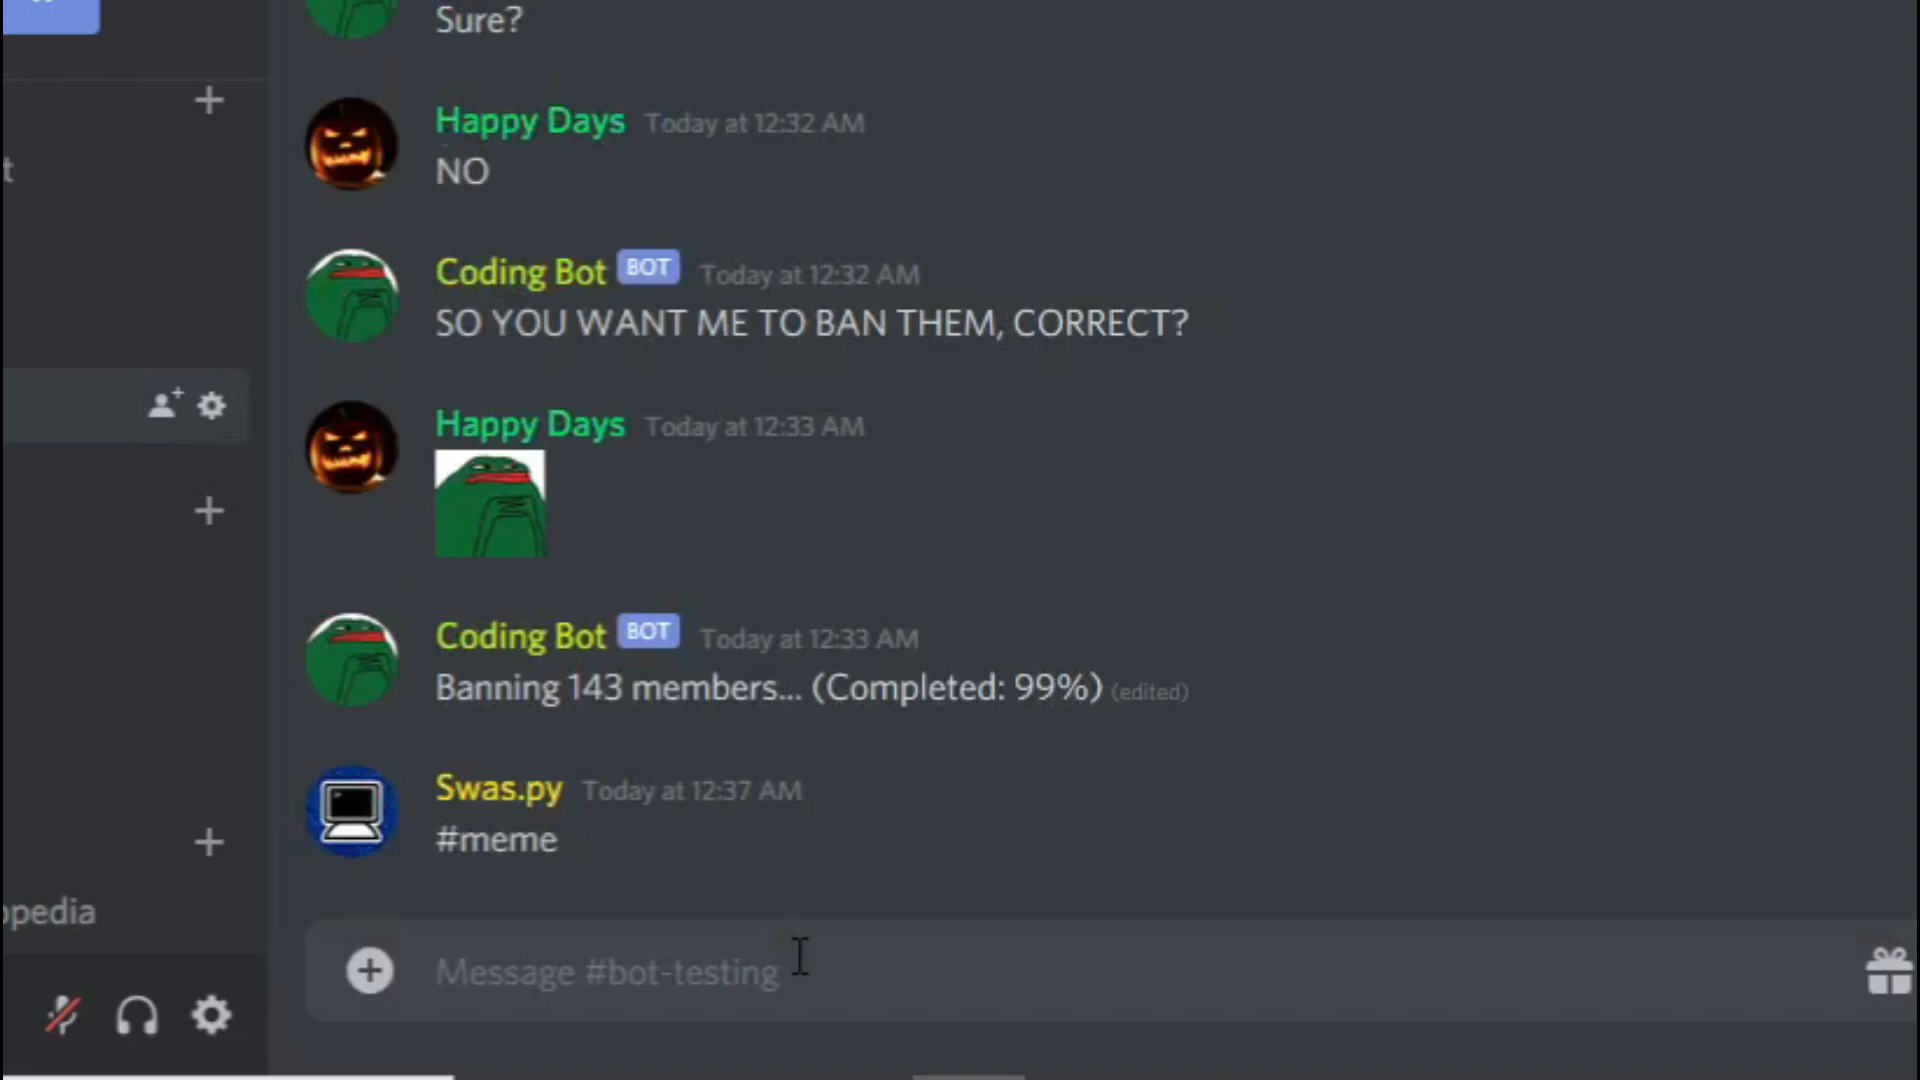 Sure?
Happy Days Today at 12:32 AM
NO
Coding Bot BOT Today at 12:32 AM
SO YOU WANT ME TO BAN THEM, CORRECT?
Happy Days Today at 12:33 AM
Coding Bot BOT Today at 12:33 AM
Banning 143 members... (Completed: 99%) (edited)
Swas.py Today at 12:37 AM
#meme
Message #bot-testing
t
opedia